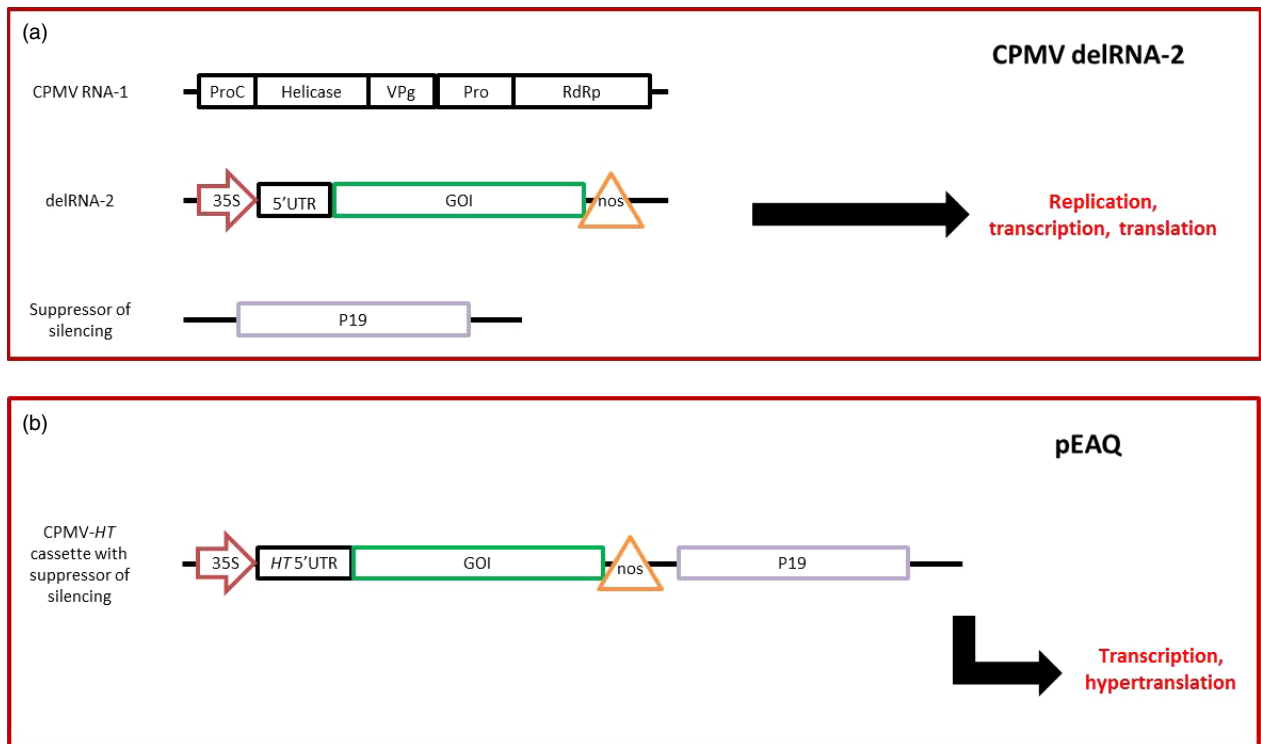 (a)
CPMV delRNA-2
CPMV RNA-1
ProC Helicase VPg Pro RdRp
delRNA-2
35S 5'UTR GOI nos
Replication,
transcription, translation
Suppressor of
silencing
P19
(b)
pEAQ
CPMV-HT
cassette with
suppressor of
silencing
35S HT 5'UTR GOI nos P19
Transcription,
hypertranslation